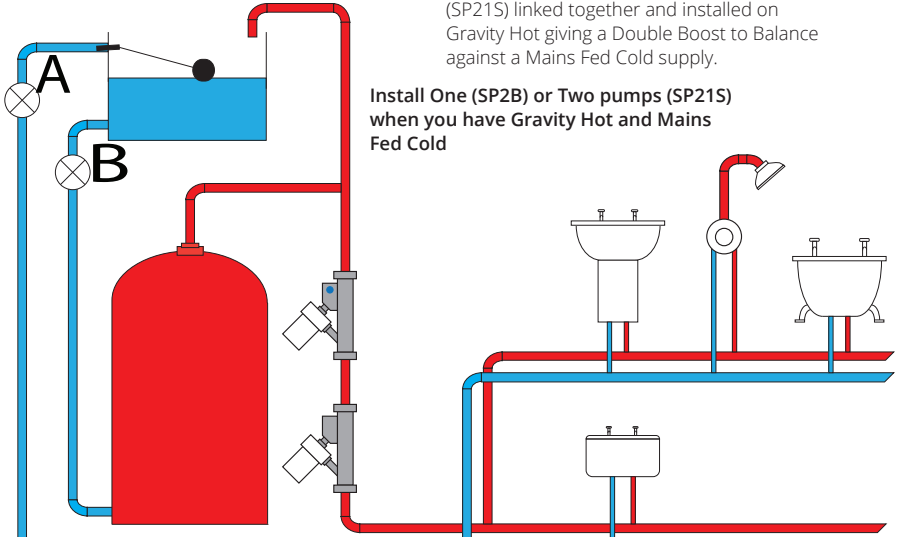 (SP21S) linked together and installed on
Gravity Hot giving a Double Boost to Balance
against a Mains Fed Cold supply.
Install One (SP2B) or Two pumps (SP21S)
when you have Gravity Hot and Mains
Fed Cold
A
B